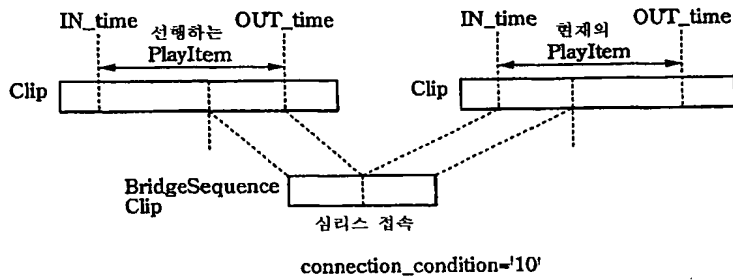 IN_time 선행하는 OUT_time
PlayItem
IN_time 현재의 OUT_time
PlayItem
Clip
Clip
BridgeSequence
Clip
심리스 접속
connection_condition='10'